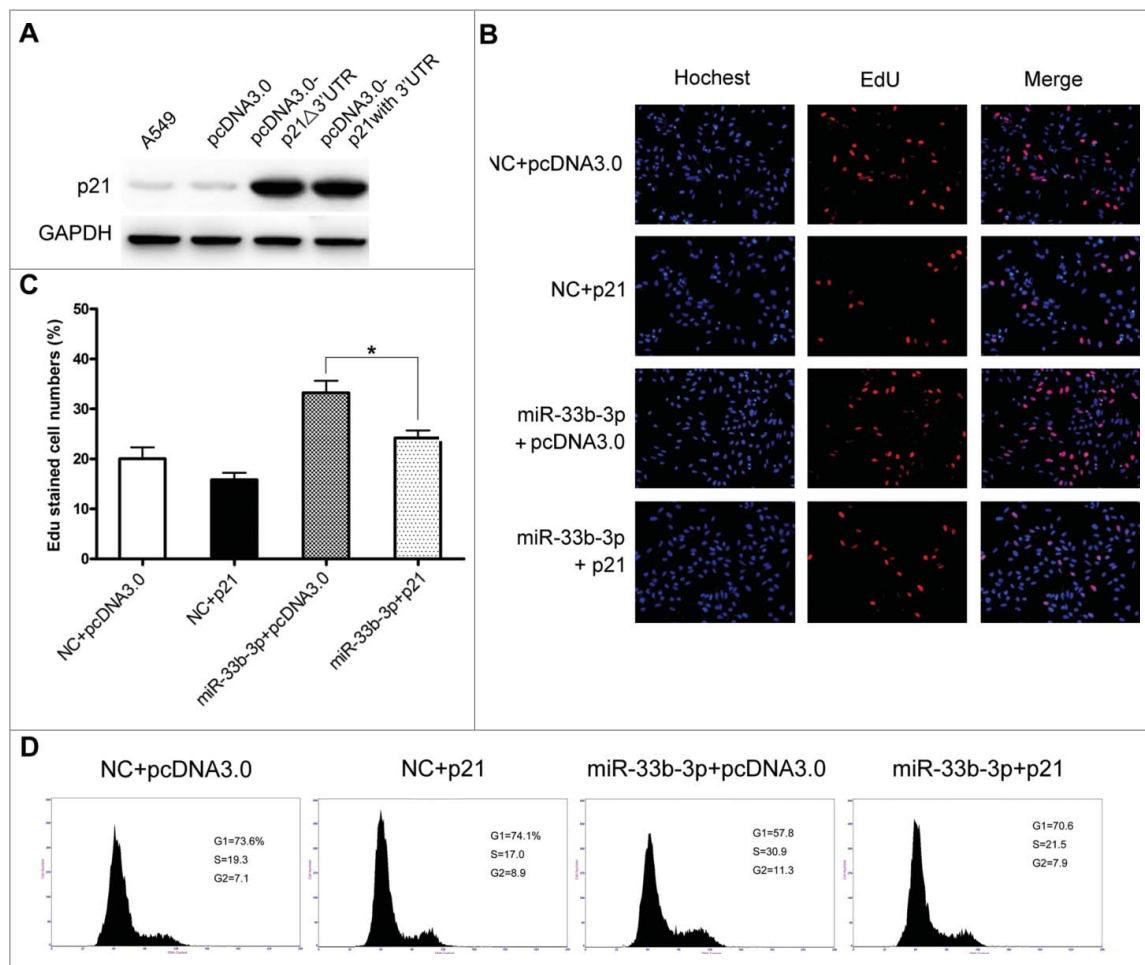 A
A549
pcDNA3.0
pcDNA3.0-
p21△3'UTR
pcDNA3.0-
p21with 3'UTR
p21
GAPDH
B
Hochest
EdU
Merge
NC+pcDNA3.0
NC+p21
miR-33b-3p
+ pcDNA3.0
miR-33b-3p
+ p21
C
Edu stained cell numbers (%)
50
40
30
20
10
0
*
NC+pcDNA3.0
NC+p21
miR-33b-3p+pcDNA3.0
miR-33b-3p+p21
D
NC+pcDNA3.0
G1=73.6%
S=19.3
G2=7.1
NC+p21
G1=74.1%
S=17.0
G2=8.9
miR-33b-3p+pcDNA3.0
G1=57.8
S=30.9
G2=11.3
miR-33b-3p+p21
G1=70.6
S=21.5
G2=7.9